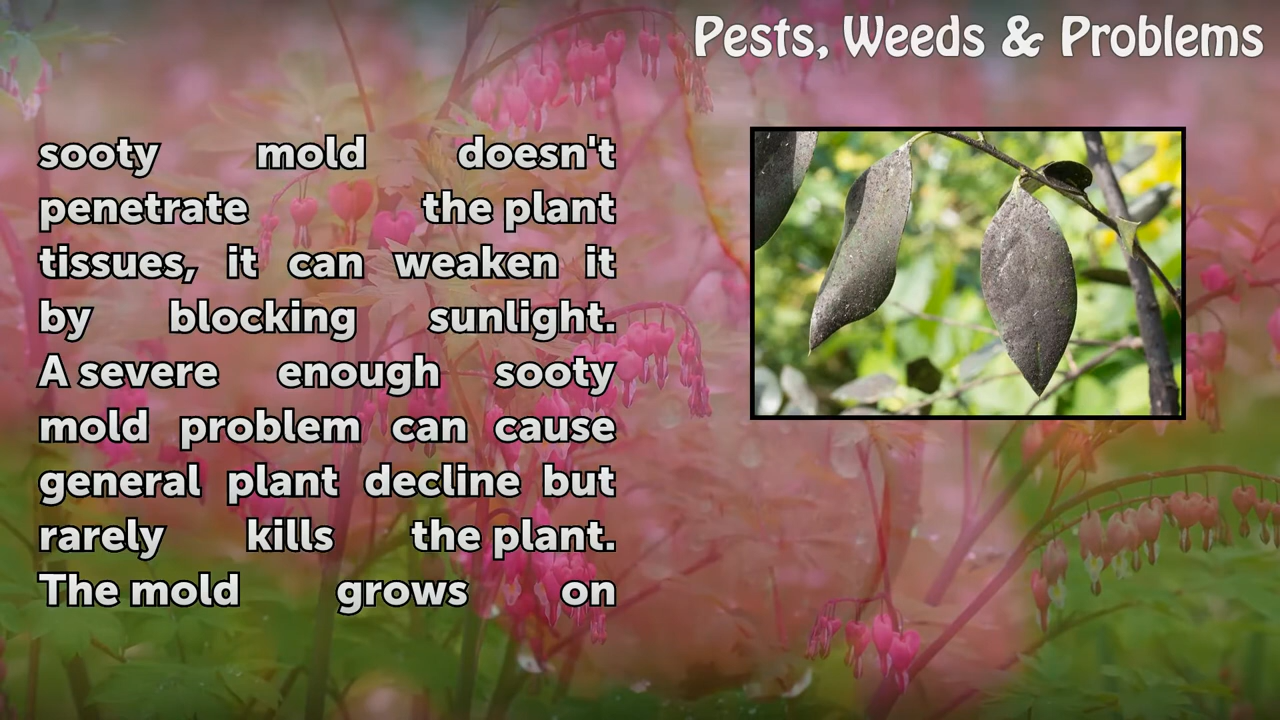 Pests, Weeds & Problems
sooty mold doesn't
penetrate the plant
tissues, it can weaken it
by blocking sunlight.
A severe enough sooty
mold problem can cause
general plant decline but
rarely kills the plant.
The mold grows on